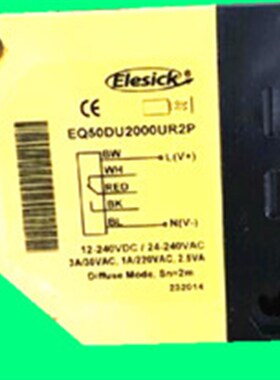 Elesick®
CE
EQ50DU2000UR2P
BW
L(V+)
WH
RED
BK
BL
N(V-)
12-240VDC / 24-240VAC
3A/30VAC, 1A/220VAC, 2.5VA
Diffuse Mode, Sn=2m
232014